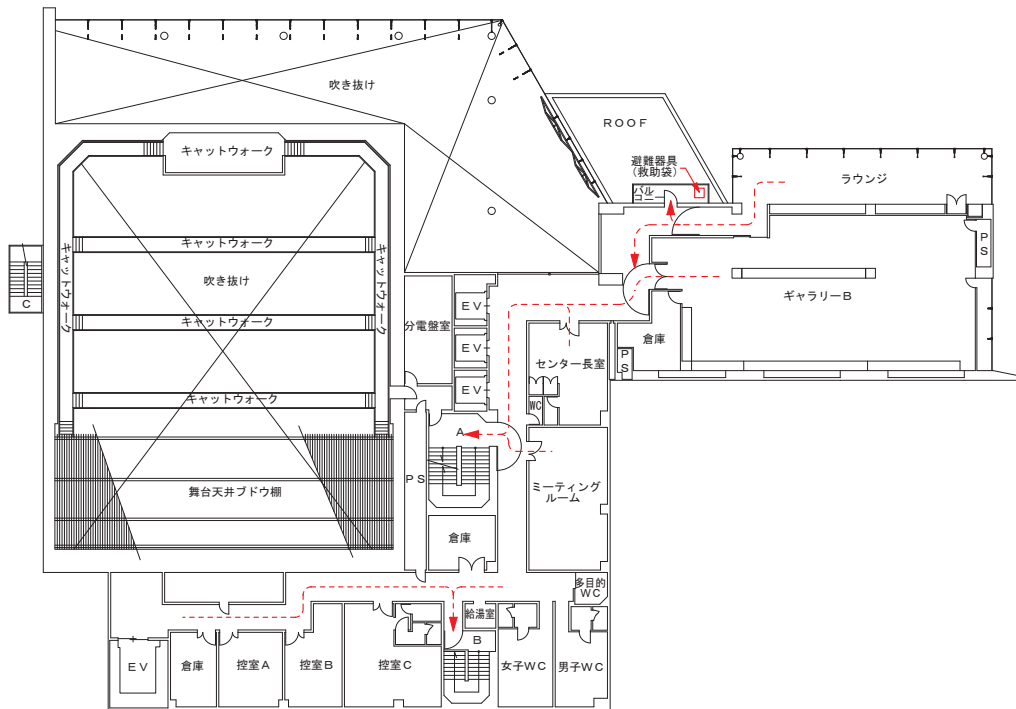 吹き抜け
ROOF
キャットウォーク
避難器具
(救助袋)
バル
コニー
ラウンジ
PS
キャットウォーク
キャットウォーク
キャットウォーク
吹き抜け
C
EV
分電盤室
ギャラリーB
キャットウォーク
EV
倉庫
PS
センター長室
EV
キャットウォーク
WC
A
PS
舞台天井ブドウ棚
ミーティング
ルーム
倉庫
多目的
WC
給湯室
B
EV
倉庫
控室A
控室B
控室C
女子WC
男子WC